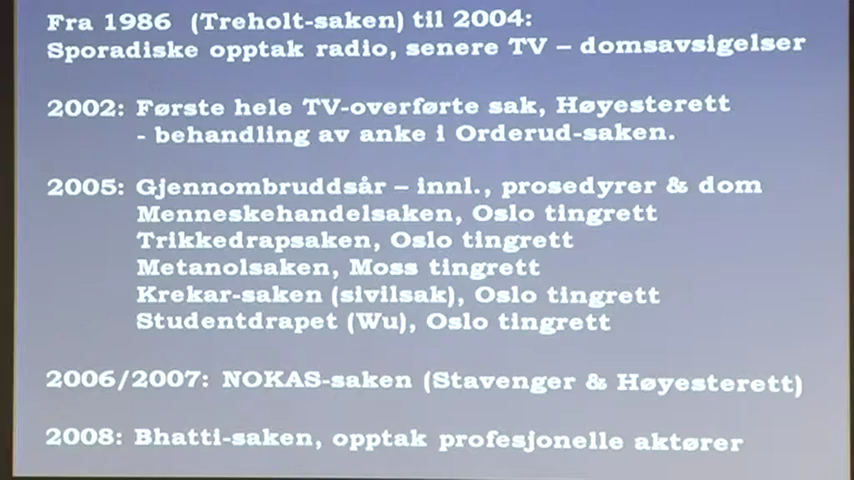 Fra 1986 (Treholt-saken) til 2004:
Sporadiske opptak radio, senere TV – domsavsigelser
2002: Første hele TV-overførte sak, Høyesterett
- behandling av anke i Orderud-saken.
2005: Gjennombruddsår – innl., prosedyrer & dom
Menneskehandelsaken, Oslo tingrett
Trikkedrapsaken, Oslo tingrett
Metanolsaken, Moss tingrett
Krekar-saken (sivilsak), Oslo tingrett
Studentdrapet (Wu), Oslo tingrett
2006/2007: NOKAS-saken (Stavenger & Høyesterett)
2008: Bhatti-saken, opptak profesjonelle aktører